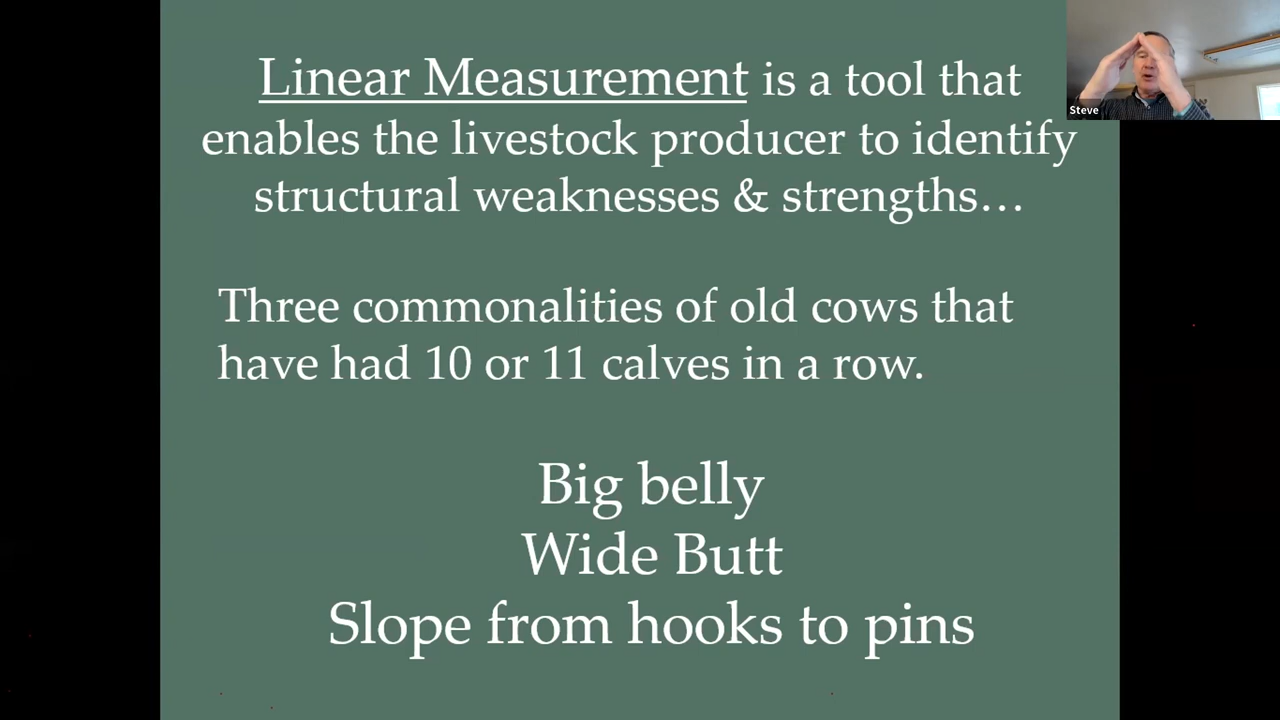 Linear Measurement is a tool that
enables the livestock producer to identify
structural weaknesses & strengths…
Three commonalities of old cows that
have had 10 or 11 calves in a row.
Big belly
Wide Butt
Slope from hooks to pins
Steve